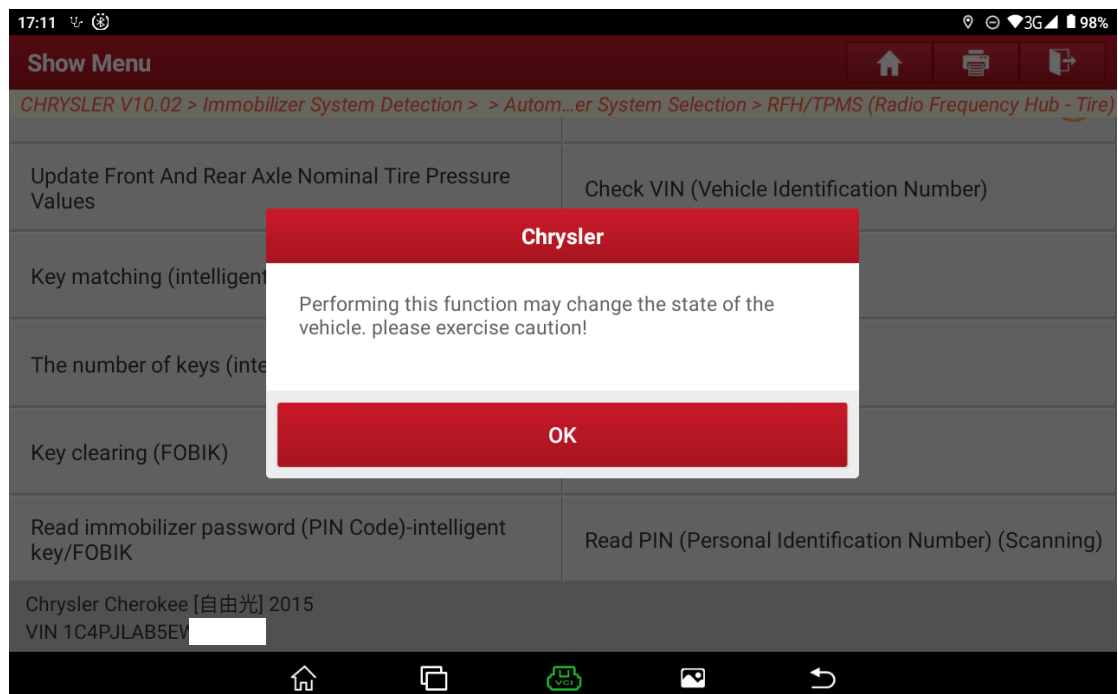 17:11
3G 98%
Show Menu
CHRYSLER V10.02 > Immobilizer System Detection > > Autom...er System Selection > RFH/TPMS (Radio Frequency Hub - Tire)
Update Front And Rear Axle Nominal Tire Pressure
Values
Check VIN (Vehicle Identification Number)
Chrysler
Key matching (intelligent
Performing this function may change the state of the
vehicle. please exercise caution!
The number of keys (inte
OK
Key clearing (FOBIK)
Read immobilizer password (PIN Code)-intelligent
key/FOBIK
Read PIN (Personal Identification Number) (Scanning)
Chrysler Cherokee [自由光] 2015
VIN 1C4PJLAB5E
VCI